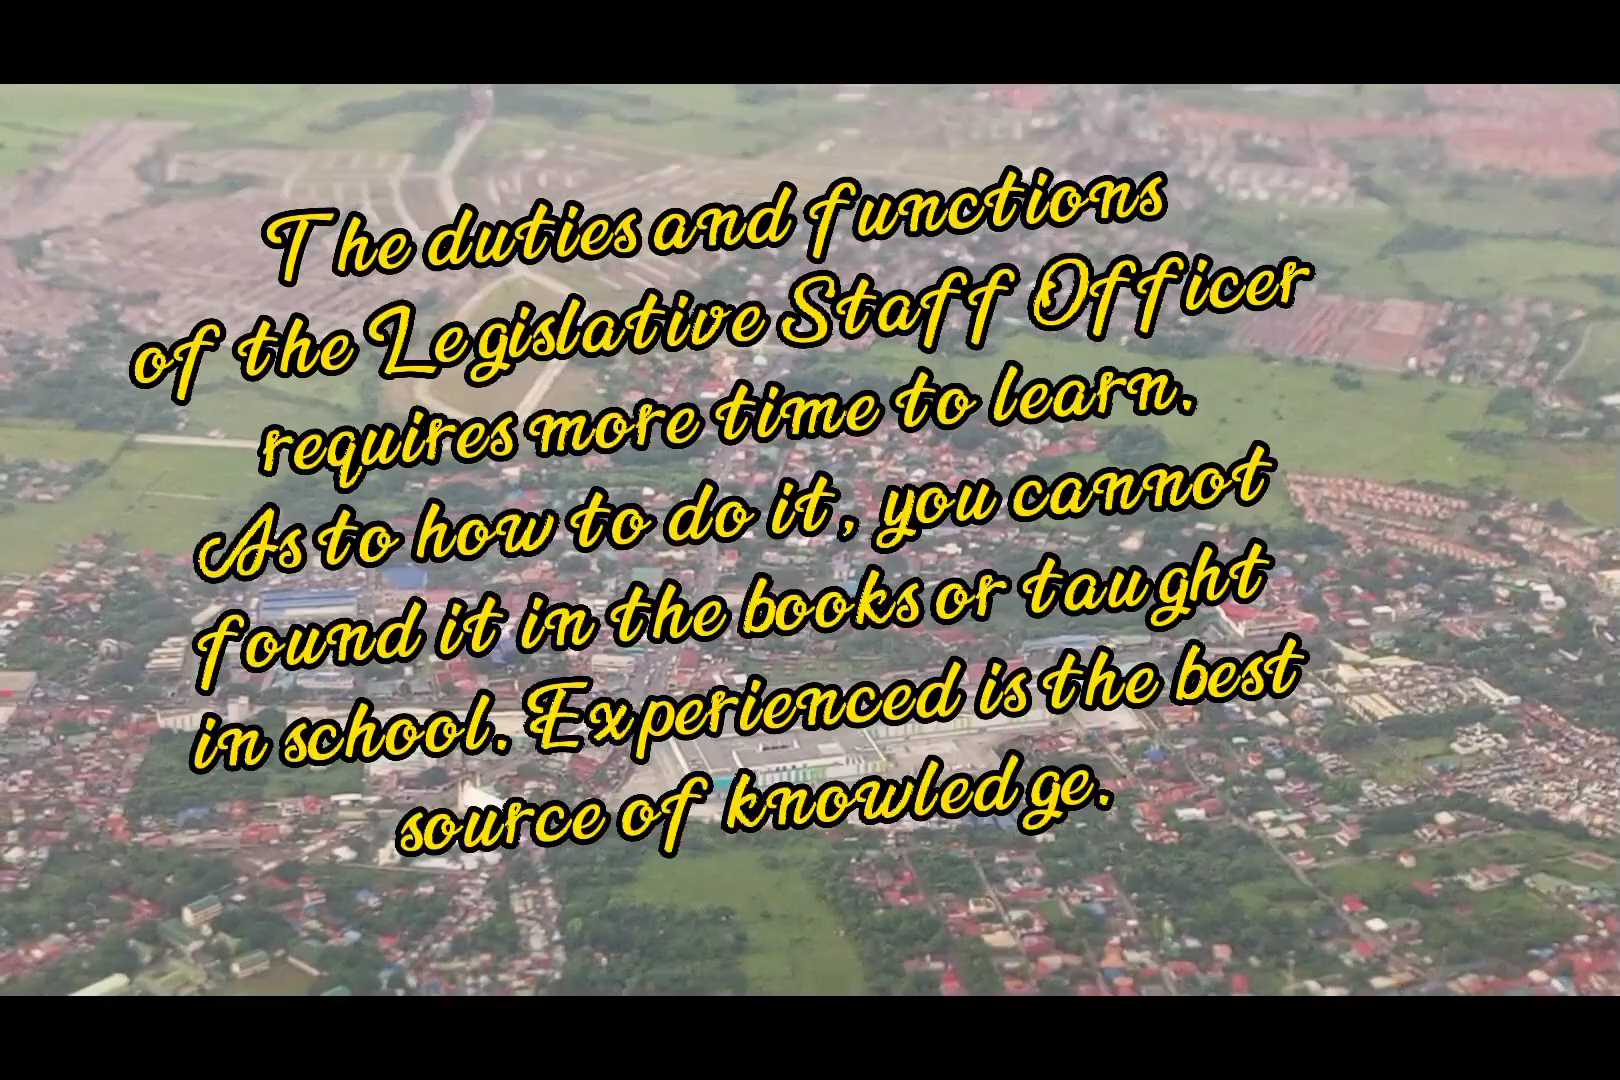 The duties and functions
of the Legislative Staff Officer
requires more time to learn.
As to how to do it, you cannot
found it in the books or taught
in school. Experienced is the best
source of knowledge.